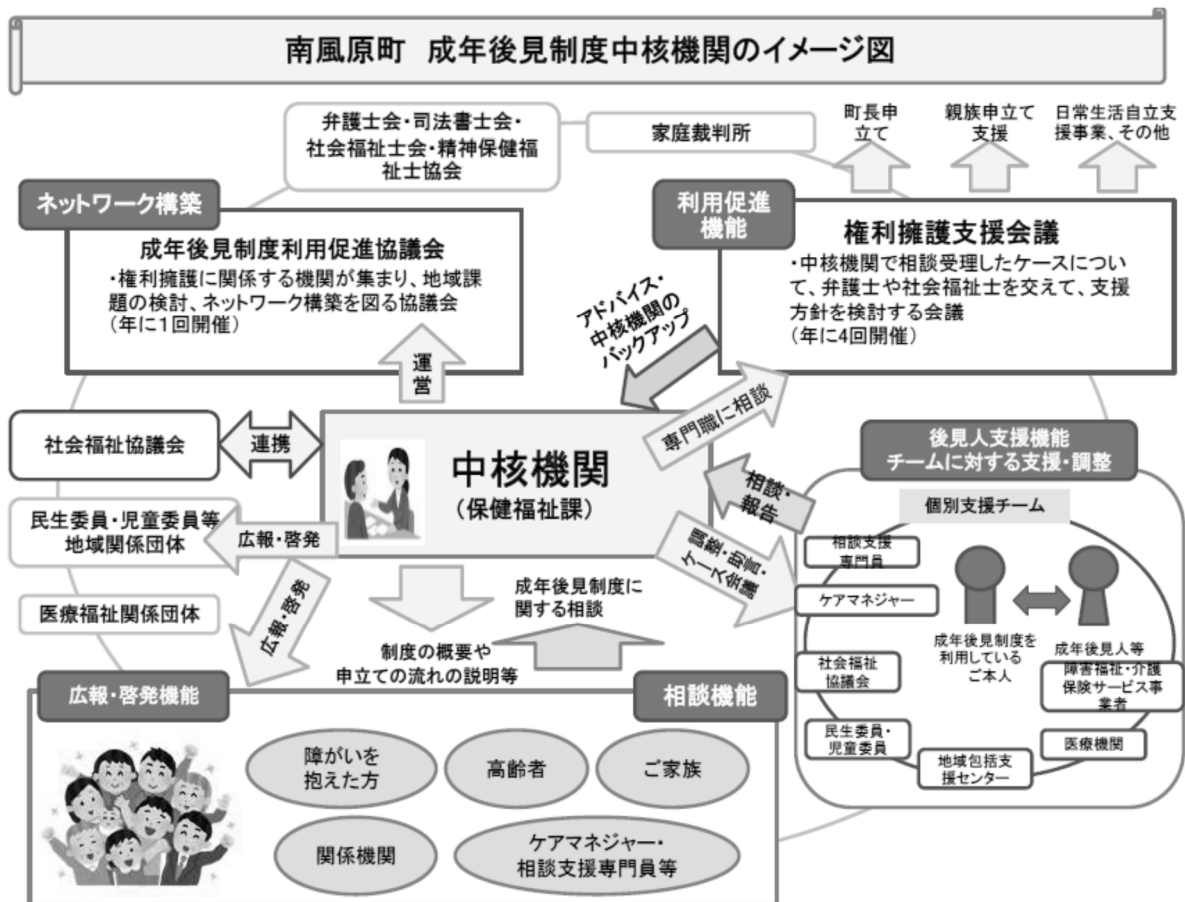 南風原町 成年後見制度中核機関のイメージ図
弁護士会・司法書士会・
社会福祉士会・精神保健福
祉士協会
家庭裁判所
町長申
立て
親族申立て
支援
日常生活自立支
援事業、その他
ネットワーク構築
成年後見制度利用促進協議会
・権利擁護に関係する機関が集まり、地域課
題の検討、ネットワーク構築を図る協議会
(年に1回開催)
利用促進
機能
権利擁護支援会議
・中核機関で相談受理したケースについ
て、弁護士や社会福祉士を交えて、支援
方針を検討する会議
(年に4回開催)
アドバイス・
中核機関の
バックアップ
運営
専門職に相談
社会福祉協議会
連携
中核機関
(保健福祉課)
相談・
報告
後見人支援機能
チームに対する支援・調整
民生委員・児童委員等
地域関係団体
広報・啓発
調整・助言・
ケース会議
個別支援チーム
相談支援
専門員
ケアマネジャー
成年後見制度を
利用している
ご本人
成年後見人等
社会福祉
協議会
障害福祉・介護
保険サービス事
業者
民生委員・
児童委員
地域包括支
援センター
医療機関
医療福祉関係団体
広報・啓発
成年後見制度に
関する相談
制度の概要や
申立ての流れの説明等
広報・啓発機能
相談機能
障がいを
抱えた方
高齢者
ご家族
関係機関
ケアマネジャー・
相談支援専門員等